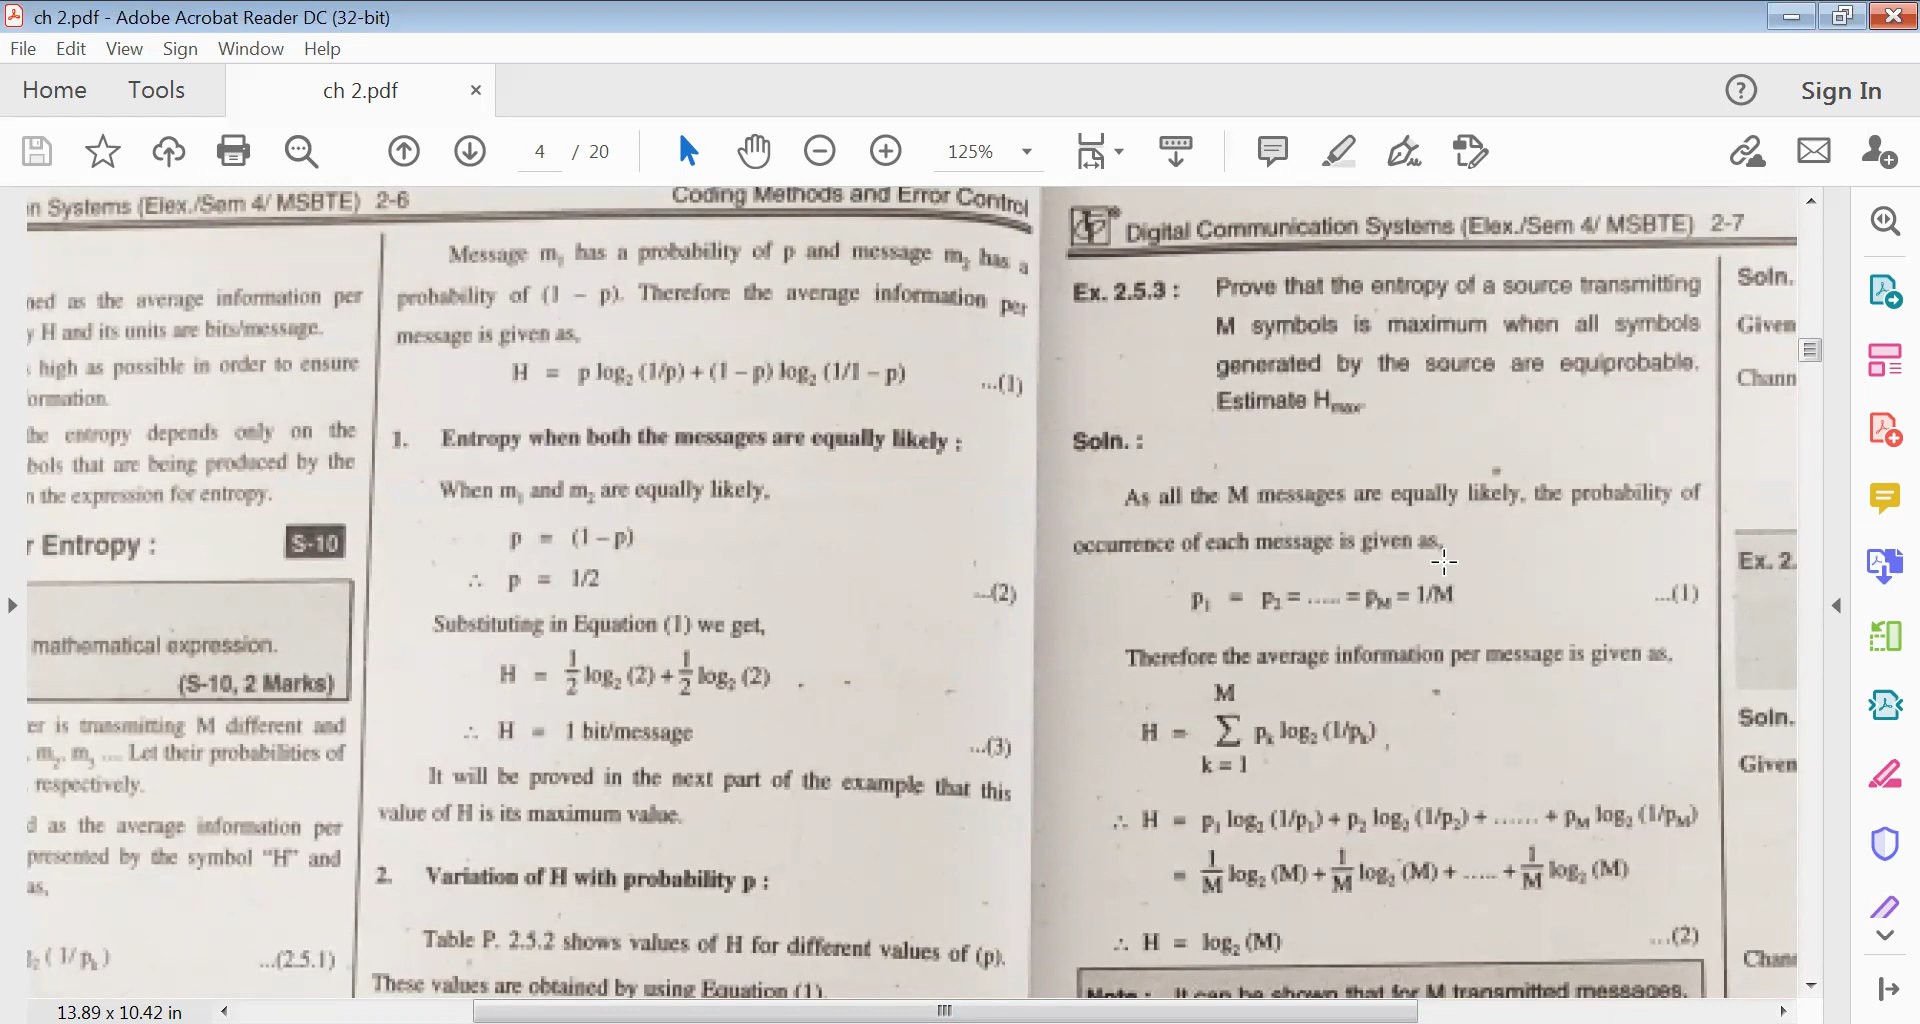 ch 2.pdf - Adobe Acrobat Reader DC (32-bit)
File Edit View Sign Window Help
Home Tools ch 2.pdf × Sign In
4 / 20 125%
n Systems (Elex./Sem 4/ MSBTE) 2-6 Coding Methods and Error Control
ned as the average information per
y H and its units are bits/message.
high as possible in order to ensure
ormation.
he entropy depends only on the
bols that are being produced by the
n the expression for entropy.
r Entropy : S-10
mathematical expression.
(S-10, 2 Marks)
er is transmitting M different and
, m₂, m₃ .... Let their probabilities of
respectively.
d as the average information per
presented by the symbol "H" and
as,
(1/pₖ) ...(2.5.1)
Message m₁ has a probability of p and message m₂ has a
probability of (1 – p). Therefore the average information per
message is given as,
H = p log₂ (1/p) + (1 – p) log₂ (1/1 – p) ...(1)
1. Entropy when both the messages are equally likely :
When m₁ and m₂ are equally likely,
p = (1 – p)
∴ p = 1/2 ...(2)
Substituting in Equation (1) we get,
H = 1/2 log₂ (2) + 1/2 log₂ (2)
∴ H = 1 bit/message ...(3)
It will be proved in the next part of the example that this
value of H is its maximum value.
2. Variation of H with probability p :
Table P. 2.5.2 shows values of H for different values of (p).
These values are obtained by using Equation (1).
Digital Communication Systems (Elex./Sem 4/ MSBTE) 2-7
Ex. 2.5.3 : Prove that the entropy of a source transmitting
M symbols is maximum when all symbols
generated by the source are equiprobable.
Estimate Hmax.
Soln. :
As all the M messages are equally likely, the probability of
occurrence of each message is given as,
p₁ = p₂ = ..... = pM = 1/M ...(1)
Therefore the average information per message is given as,
M
H = Σ pₖ log₂ (1/pₖ)
k = 1
∴ H = p₁ log₂ (1/p₁) + p₂ log₂ (1/p₂) + ...... + pM log₂ (1/pM)
= 1/M log₂ (M) + 1/M log₂ (M) + ..... + 1/M log₂ (M)
∴ H = log₂ (M) ...(2)
Note : It can be shown that for M transmitted messages,
Soln.
Given
Chann
Ex. 2.
Soln.
Given
Chann
13.89 x 10.42 in